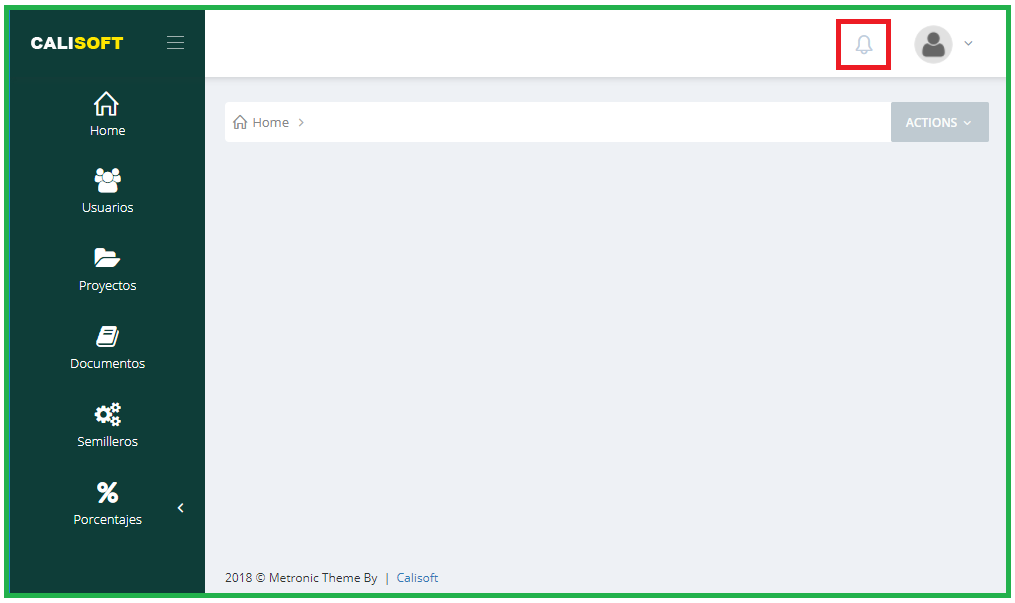 CALISOFT
Home
Usuarios
Proyectos
Documentos
Semilleros
%
Porcentajes
Home
ACTIONS
2018 © Metronic Theme By | Calisoft